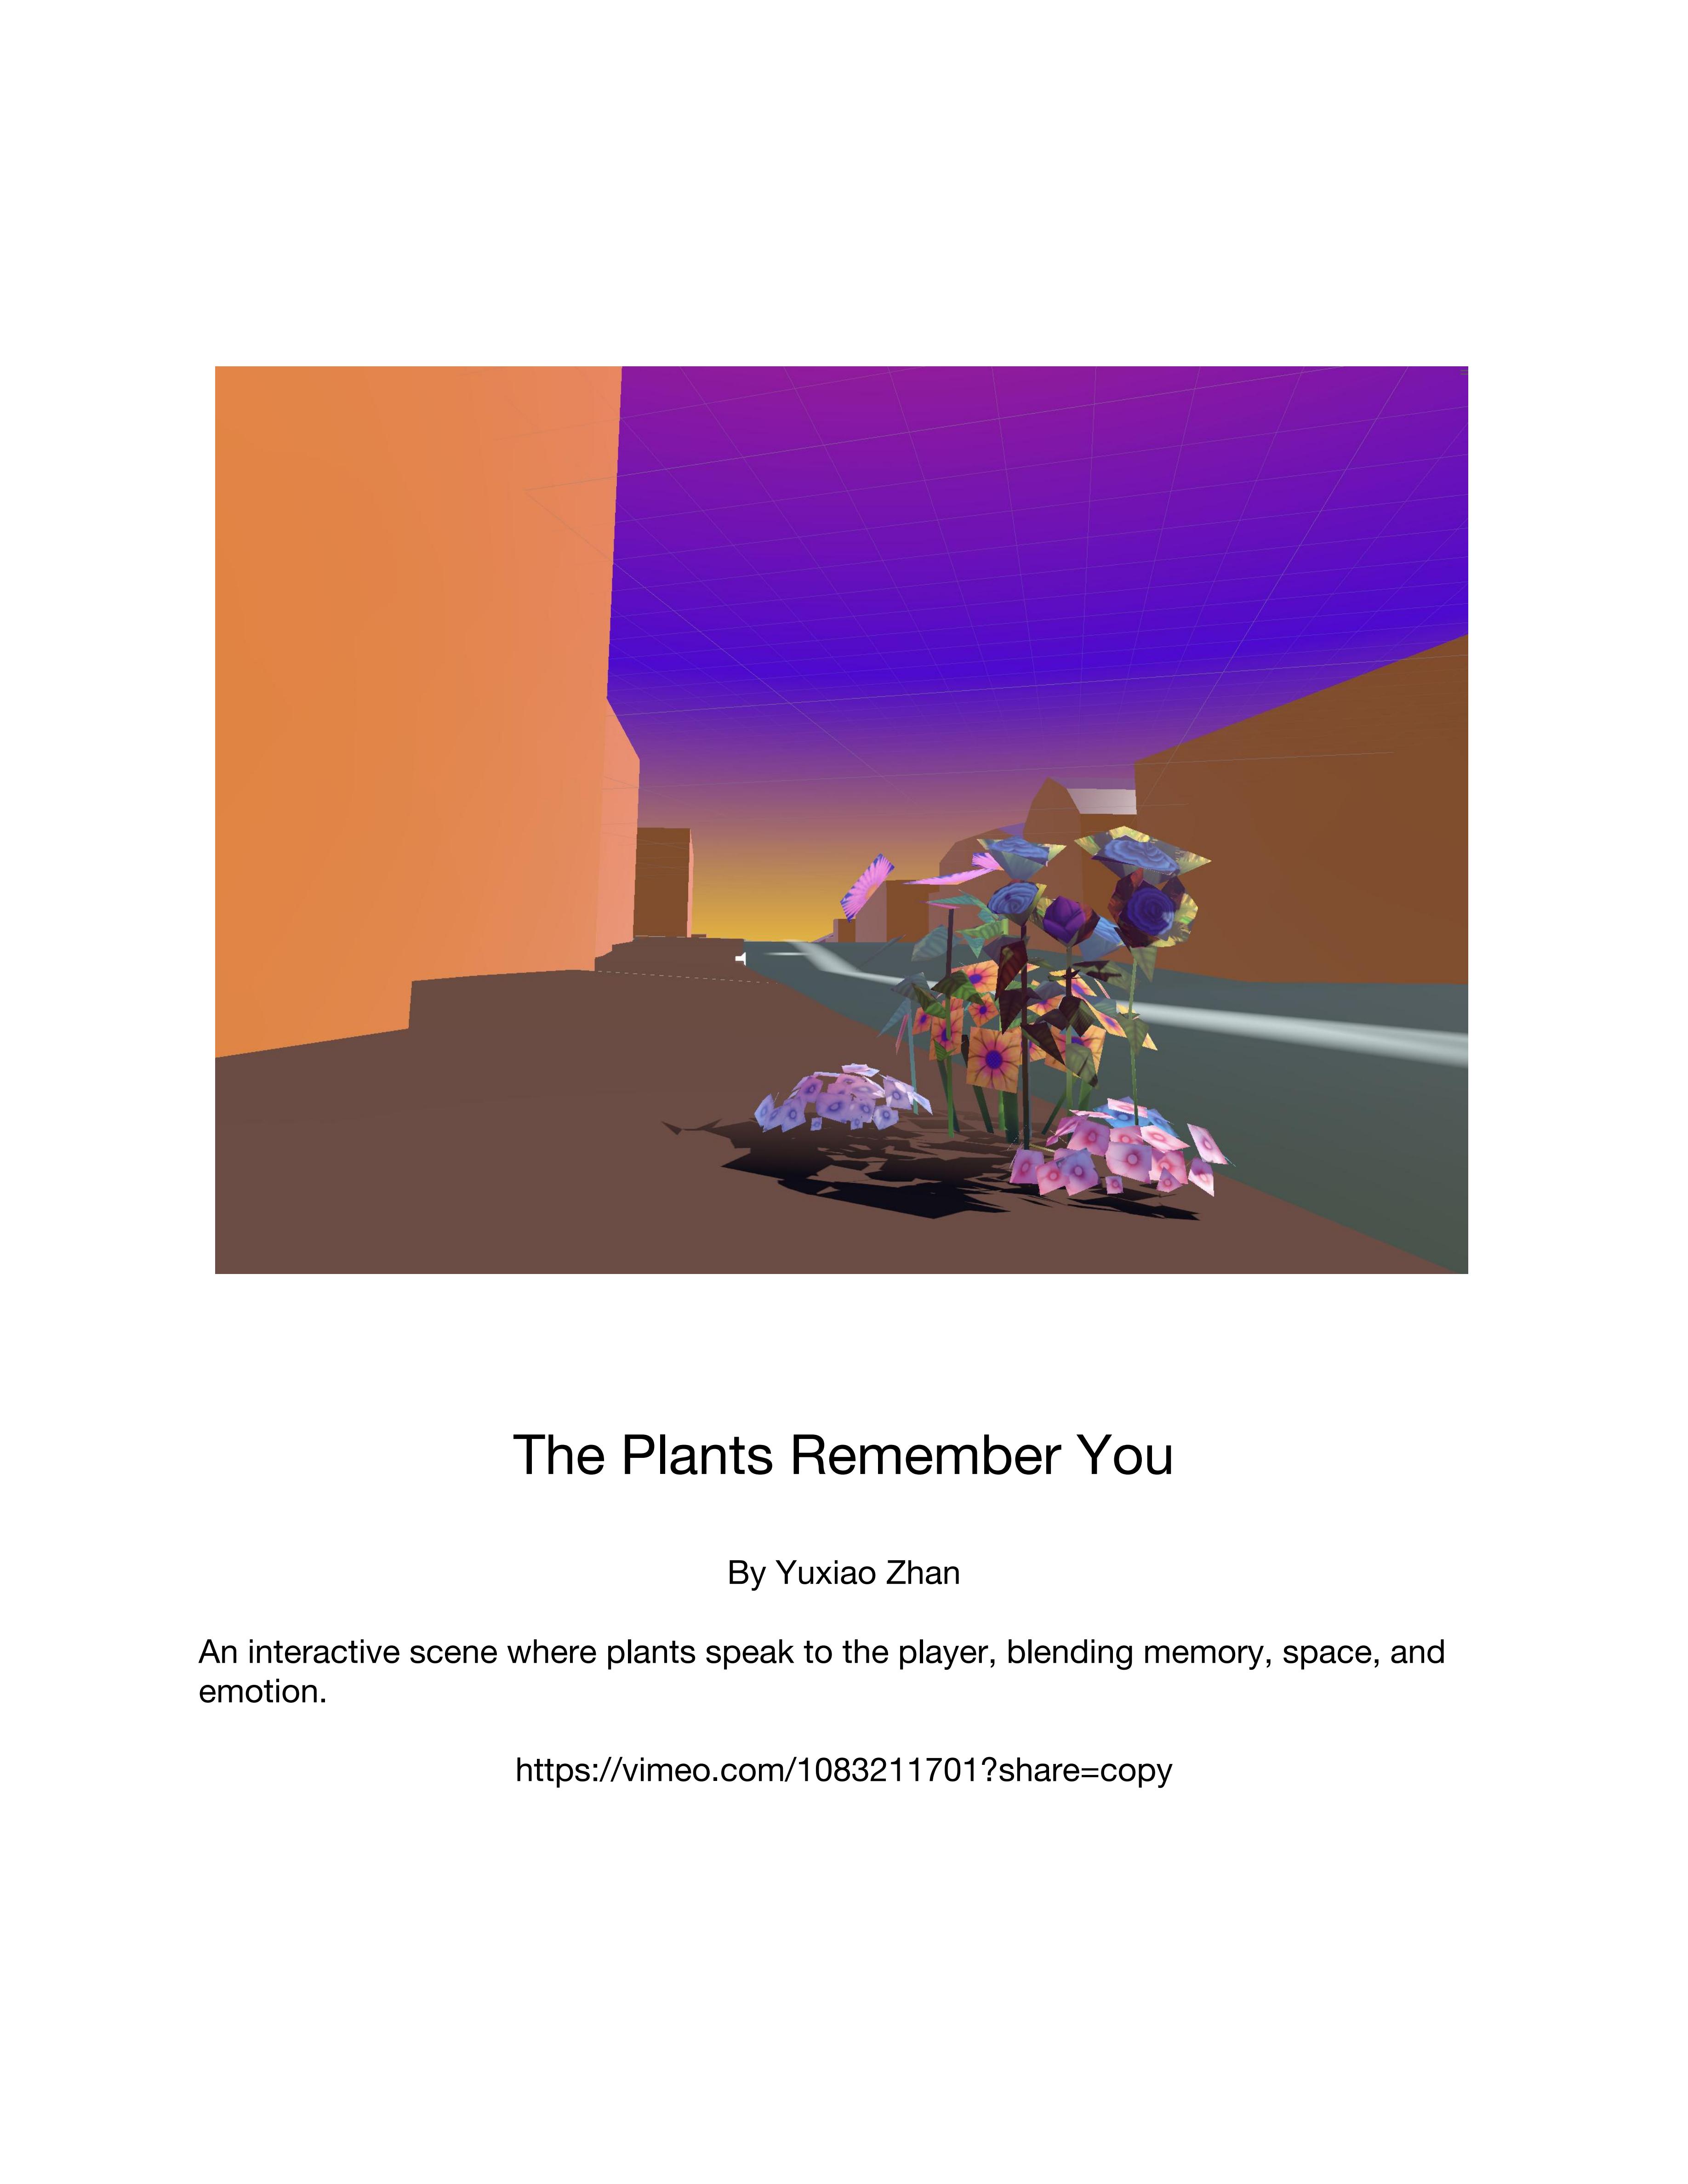 The Plants Remember You
By Yuxiao Zhan
An interactive scene where plants speak to the player, blending memory, space, and
emotion.
https://vimeo.com/1083211701?share=copy